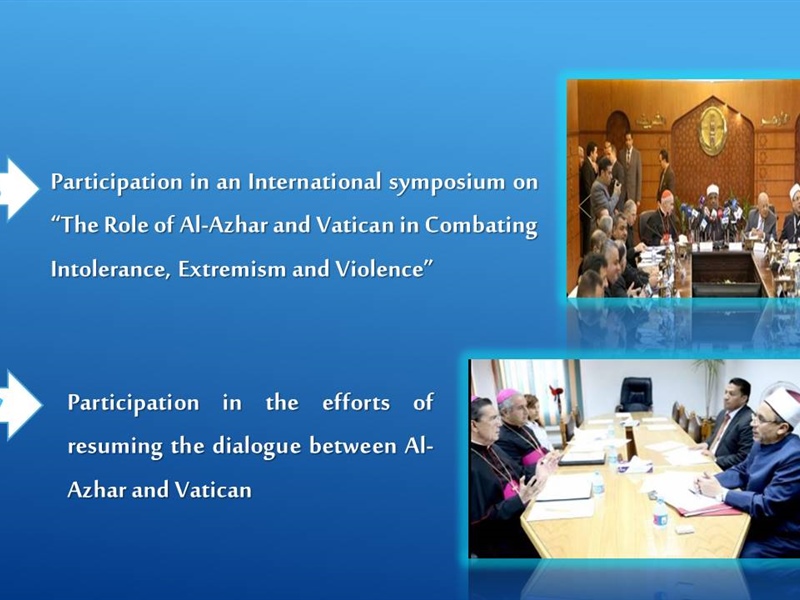 Participation in an International symposium on
“The Role of Al-Azhar and Vatican in Combating
Intolerance, Extremism and Violence”
Participation in the efforts of
resuming the dialogue between Al-
Azhar and Vatican